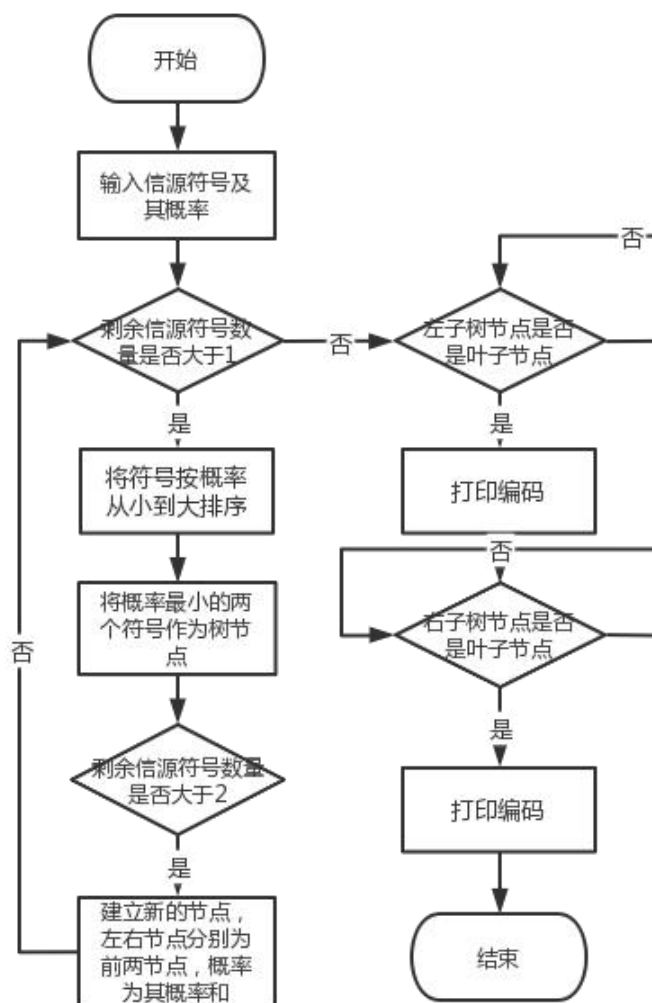 开始
输入信源符号及
其概率
剩余信源符号数
量是否大于1
是
将符号按概率
从小到大排序
将概率最小的两
个符号作为树节
点
否
剩余信源符号数量
是否大于2
是
建立新的节点，
左右节点分别为
前两节点，概率
为其概率和
否
否
左子树节点是否
是叶子节点
是
打印编码
否
右子树节点是否
是叶子节点
是
打印编码
结束